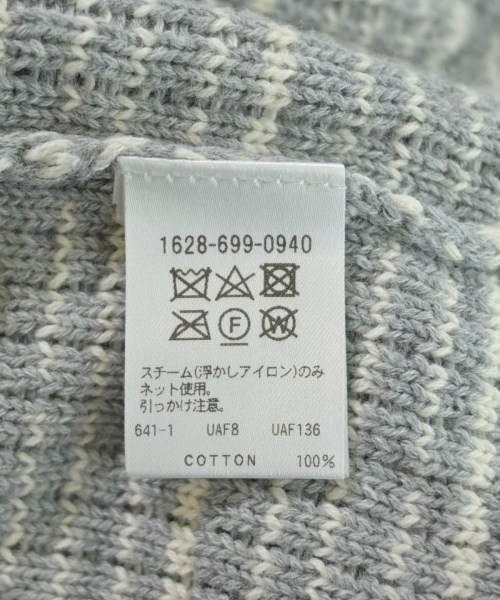 1628-699-0940
F W
スチーム(浮かしアイロン)のみ
ネット使用。
引っかけ注意。
641-1 UAF8 UAF136
COTTON 100%